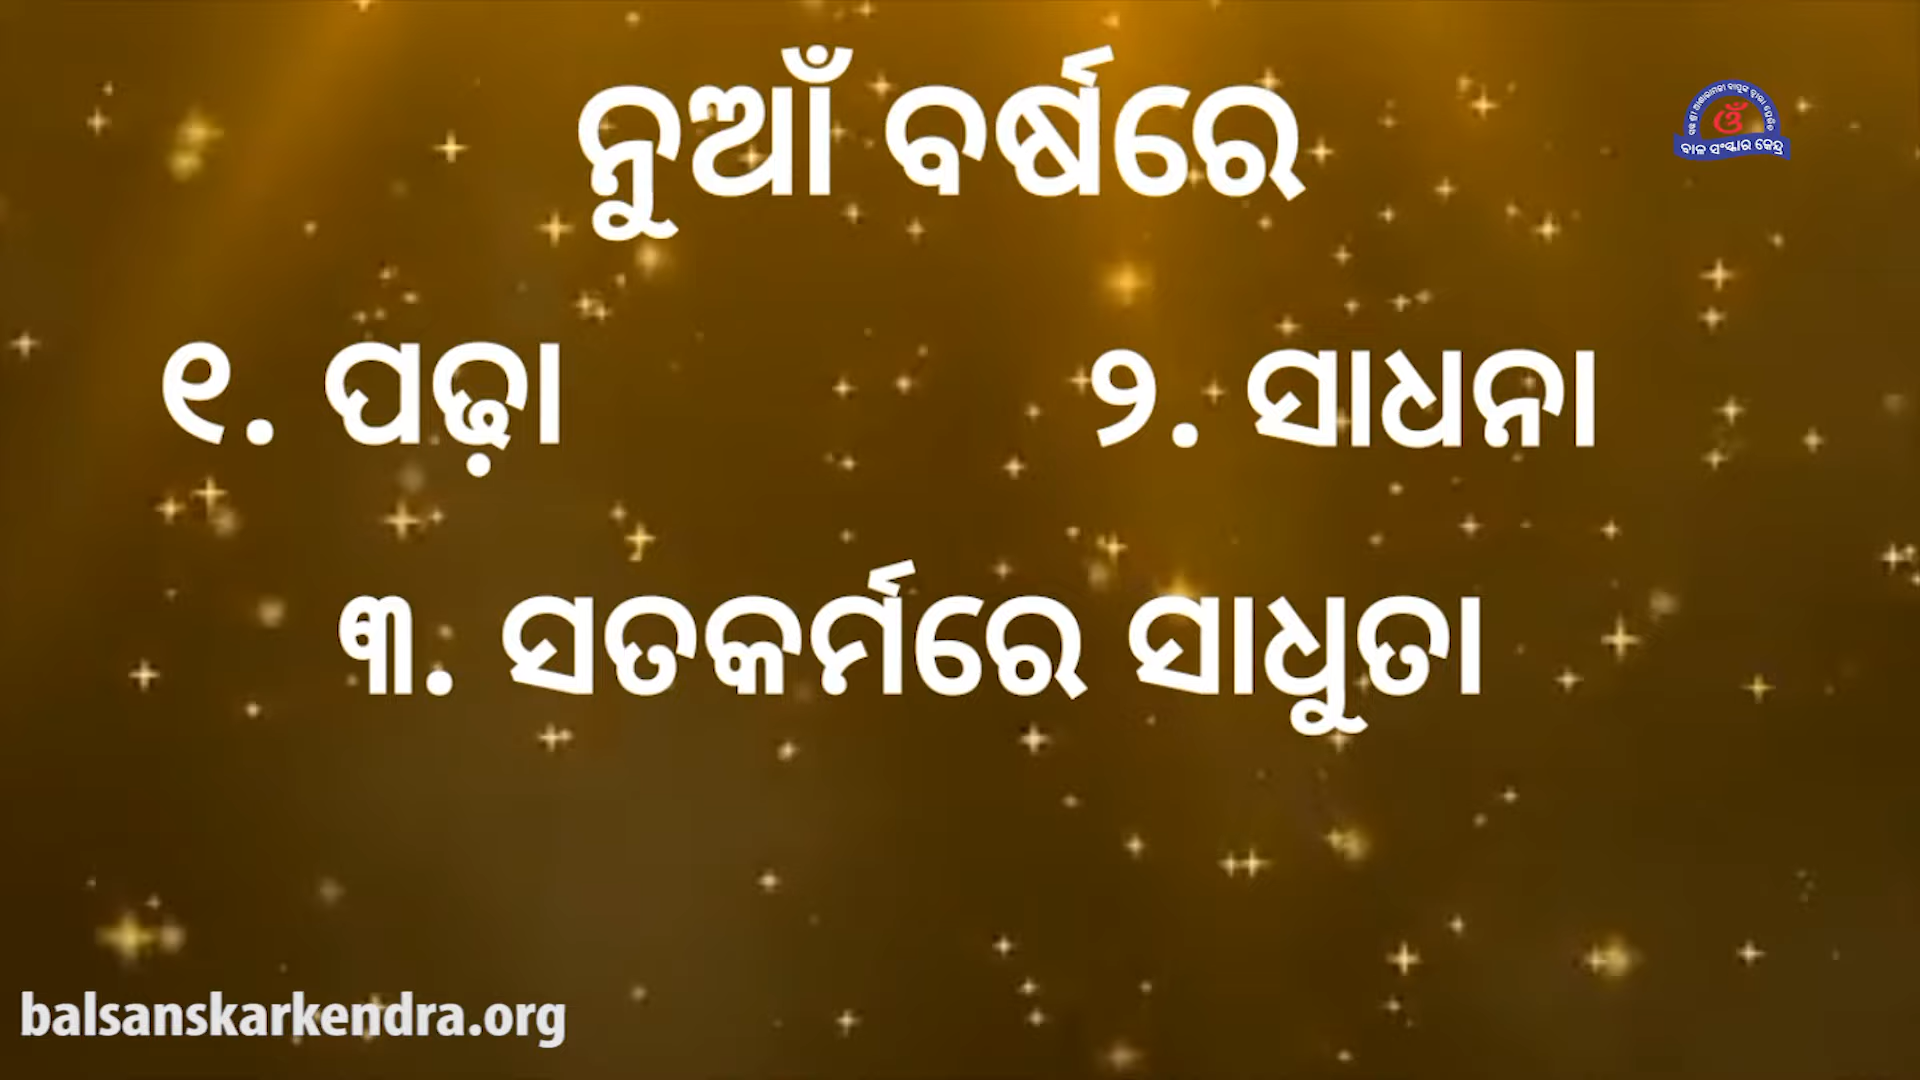 ନୂଆଁ ବର୍ଷରେ
୧. ପଢ଼ା
୨. ସାଧନା
୩. ସତକର୍ମରେ ସାଧୁତା
ବାଳ ସଂସ୍କାର କେନ୍ଦ୍ର
balsanskarkendra.org